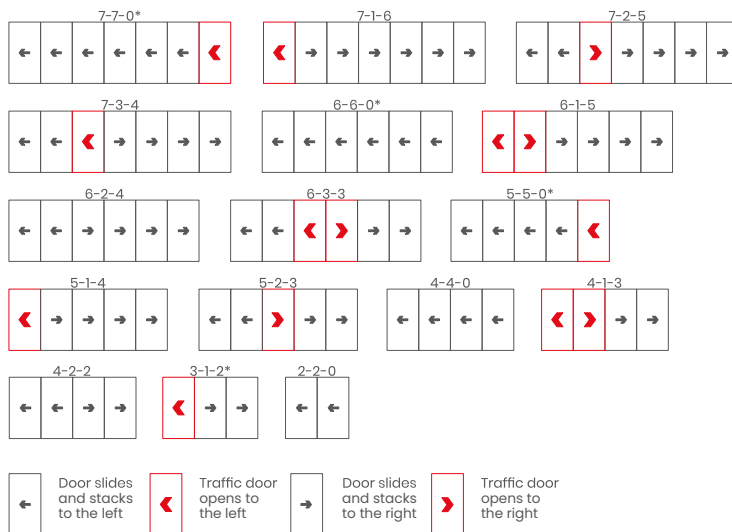 7-7-0*
7-1-6
7-2-5
7-3-4
6-6-0*
6-1-5
6-2-4
6-3-3
5-5-0*
5-1-4
5-2-3
4-4-0
4-1-3
4-2-2
3-1-2*
2-2-0
Door slides
and stacks
to the left
Traffic door
opens to
the left
Door slides
and stacks
to the right
Traffic door
opens to
the right